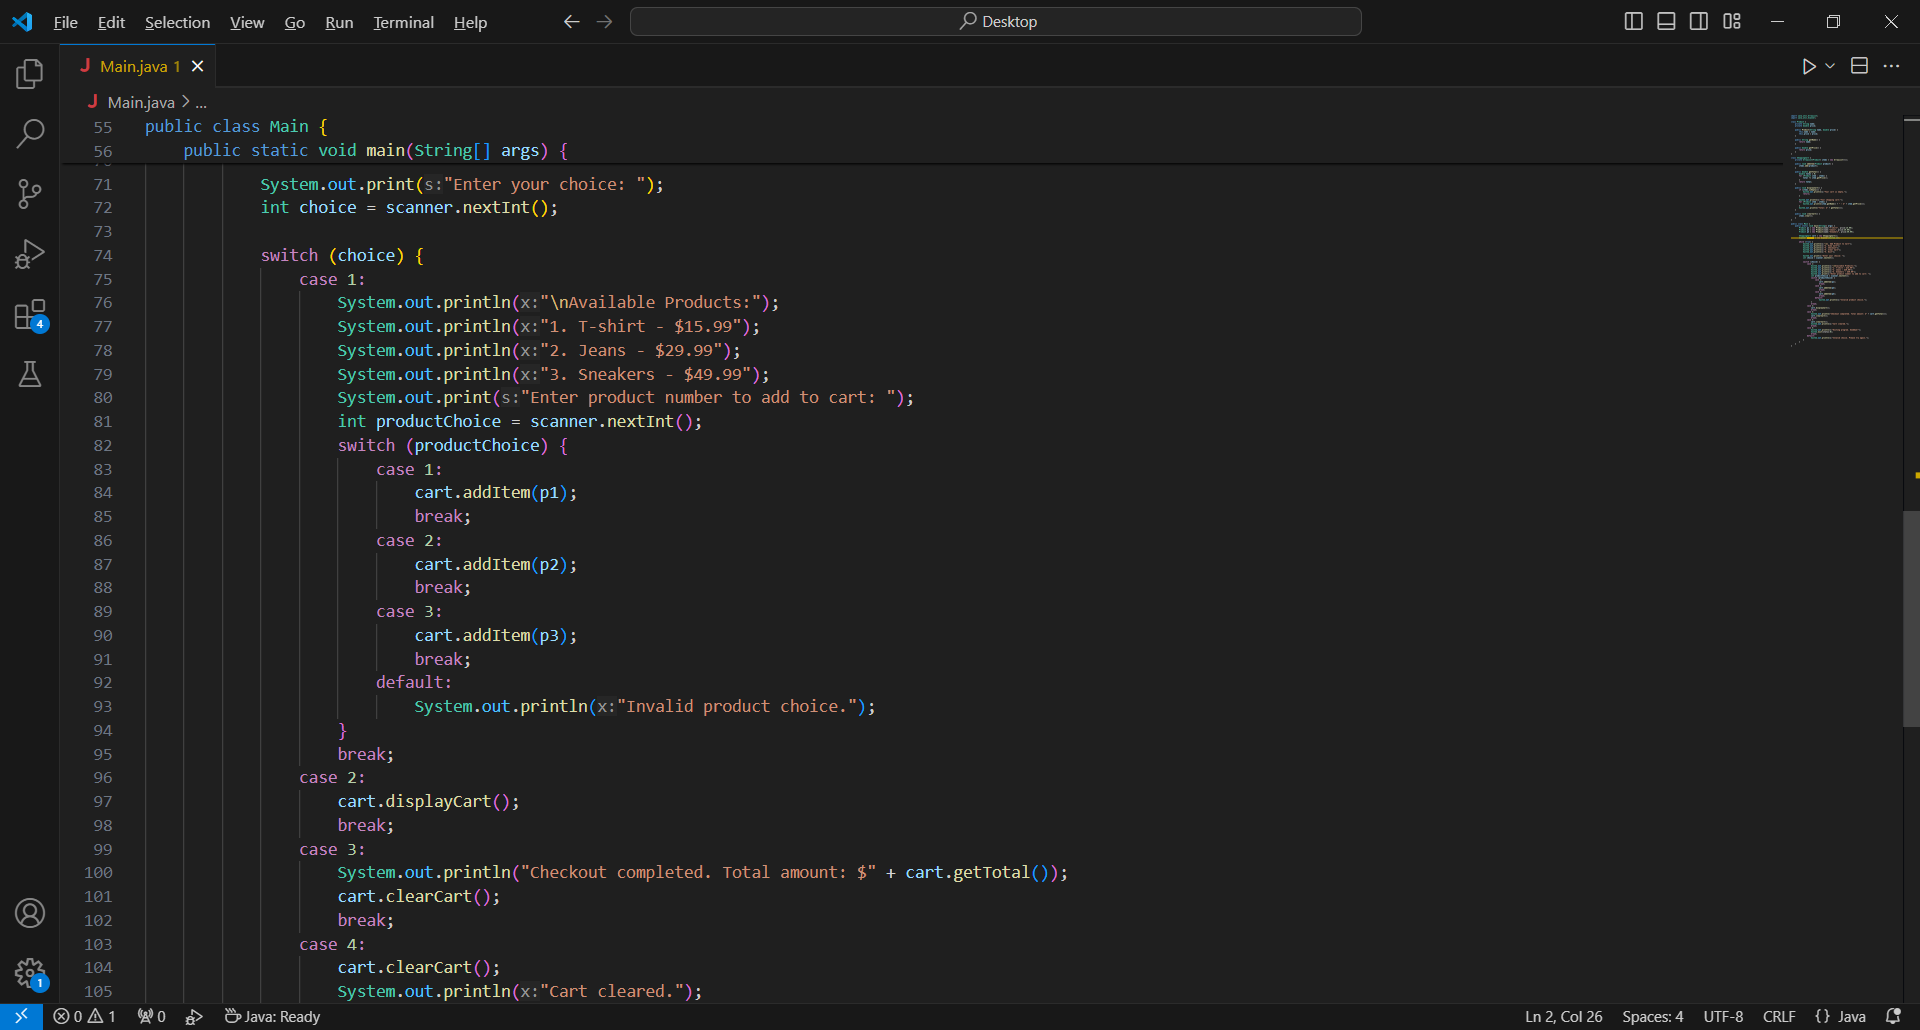 File Edit Selection View Go Run Terminal Help
Desktop
Main.java 1
Main.java > ...
55 public class Main {
56 public static void main(String[] args) {
71 System.out.print(s:"Enter your choice: ");
72 int choice = scanner.nextInt();
73
74 switch (choice) {
75 case 1:
76 System.out.println(x:"\nAvailable Products:");
77 System.out.println(x:"1. T-shirt - $15.99");
78 System.out.println(x:"2. Jeans - $29.99");
79 System.out.println(x:"3. Sneakers - $49.99");
80 System.out.print(s:"Enter product number to add to cart: ");
81 int productChoice = scanner.nextInt();
82 switch (productChoice) {
83 case 1:
84 cart.addItem(p1);
85 break;
86 case 2:
87 cart.addItem(p2);
88 break;
89 case 3:
90 cart.addItem(p3);
91 break;
92 default:
93 System.out.println(x:"Invalid product choice.");
94 }
95 break;
96 case 2:
97 cart.displayCart();
98 break;
99 case 3:
100 System.out.println("Checkout completed. Total amount: $" + cart.getTotal());
101 cart.clearCart();
102 break;
103 case 4:
104 cart.clearCart();
105 System.out.println(x:"Cart cleared.");
4
1
0 1 0 Java: Ready Ln 2, Col 26 Spaces: 4 UTF-8 CRLF {} Java